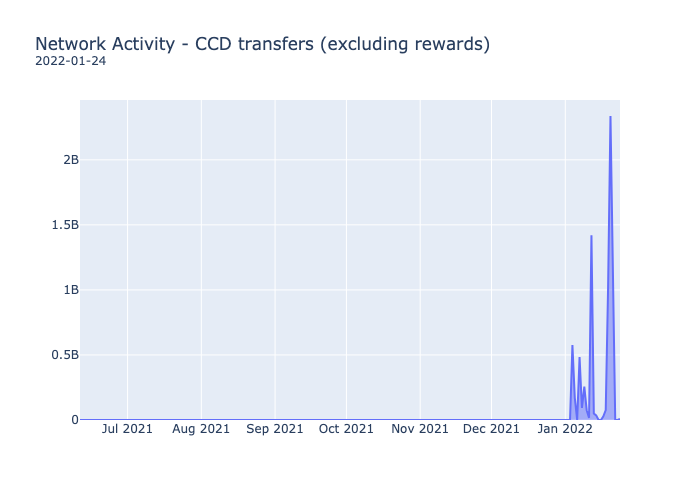 Network Activity - CCD transfers (excluding rewards)
2022-01-24
2B
1.5B
1B
0.5B
0
Jul 2021 Aug 2021 Sep 2021 Oct 2021 Nov 2021 Dec 2021 Jan 2022